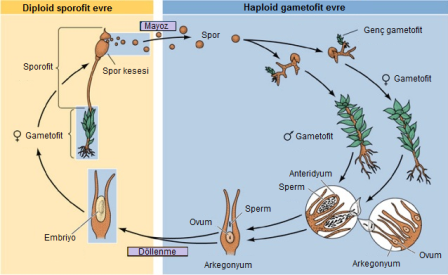 Diploid sporofit evre
Haploid gametofit evre
Mayoz
Spor
Genç gametofit
Sporofit
Spor kesesi
♀ Gametofit
♀ Gametofit
♂ Gametofit
Anteridyum
Sperm
Sperm
Ovum
Embriyo
Döllenme
Arkegonyum
Arkegonyum
Ovum